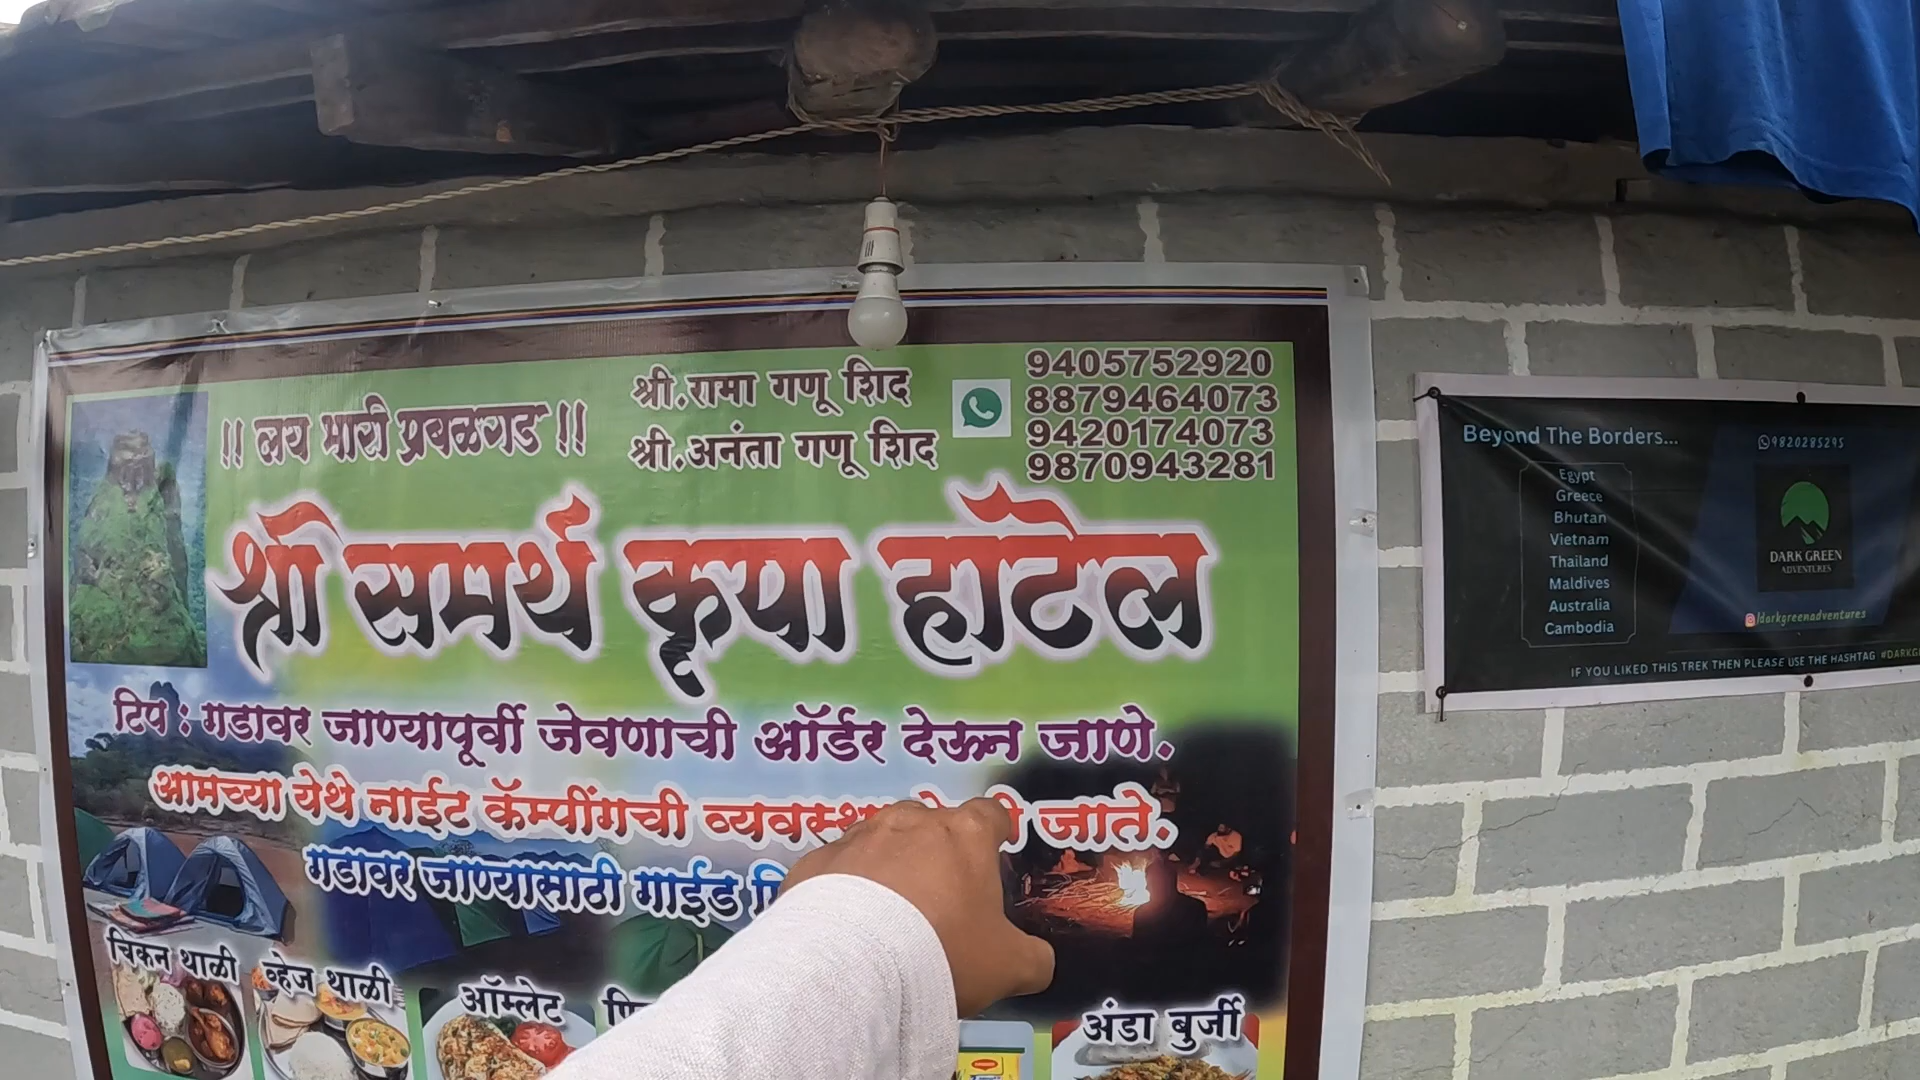 || लय भारी प्रबळगड ||
श्री.रामा गणू शिद
श्री.अनंता गणू शिद
9405752920
8879464073
9420174073
9870943281
श्री समर्थ कृपा हॉटेल
टिप : गडावर जाण्यापूर्वी जेवणाची ऑर्डर देऊन जाणे.
आमच्या येथे नाईट कॅम्पींगची जाते.
गडावर जाण्यासाठी गाईड
चिकन थाळी
व्हेज थाळी
ऑम्लेट
अंडा बुर्जी
Beyond The Borders...
9820285295
Egypt
Greece
Bhutan
Vietnam
Thailand
Maldives
Australia
Cambodia
DARK GREEN
ADVENTURES
/darkgreenadventures
IF YOU LIKED THIS TREK THEN PLEASE USE THE HASHTAG